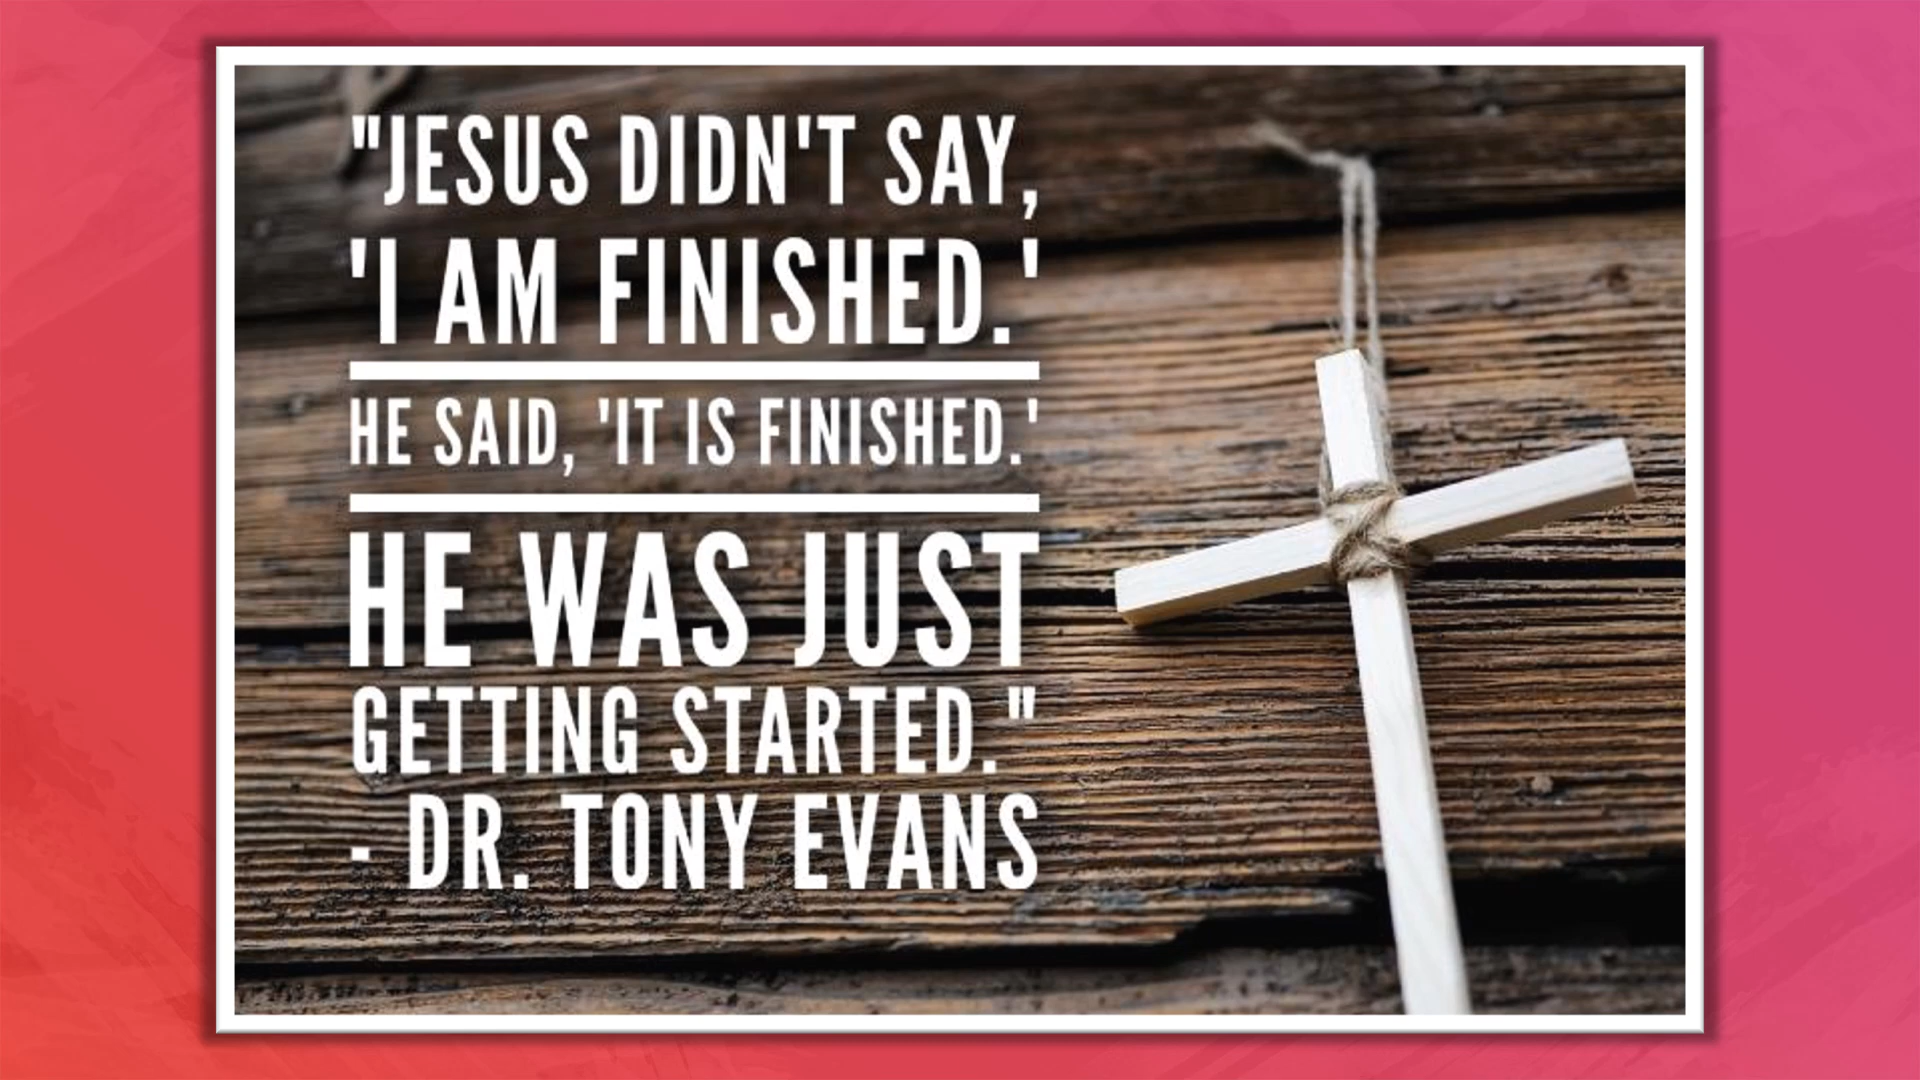 "JESUS DIDN'T SAY,
'I AM FINISHED.'
HE SAID, 'IT IS FINISHED.'
HE WAS JUST
GETTING STARTED."
- DR. TONY EVANS